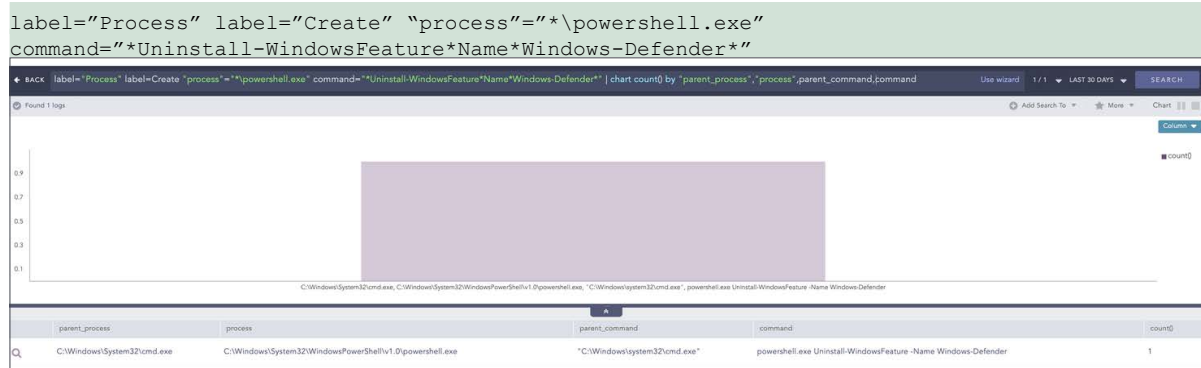 label=”Process” label=”Create” “process”=”*\powershell.exe”
command=”*Uninstall-WindowsFeature*Name*Windows-Defender*”
BACK label="Process" label=Create "process"="*\powershell.exe" command="*Uninstall-WindowsFeature*Name*Windows-Defender*" | chart count() by "parent_process","process",parent_command,command Use wizard 1 / 1 LAST 30 DAYS SEARCH
Found 1 logs Add Search To More Chart
Column
count()
0.9
0.7
0.5
0.3
0.1
C:\Windows\System32\cmd.exe, C:\Windows\System32\WindowsPowerShell\v1.0\powershell.exe, "C:\Windows\system32\cmd.exe", powershell.exe Uninstall-WindowsFeature -Name Windows-Defender
parent_process process parent_command command count()
C:\Windows\System32\cmd.exe C:\Windows\System32\WindowsPowerShell\v1.0\powershell.exe "C:\Windows\system32\cmd.exe" powershell.exe Uninstall-WindowsFeature -Name Windows-Defender 1